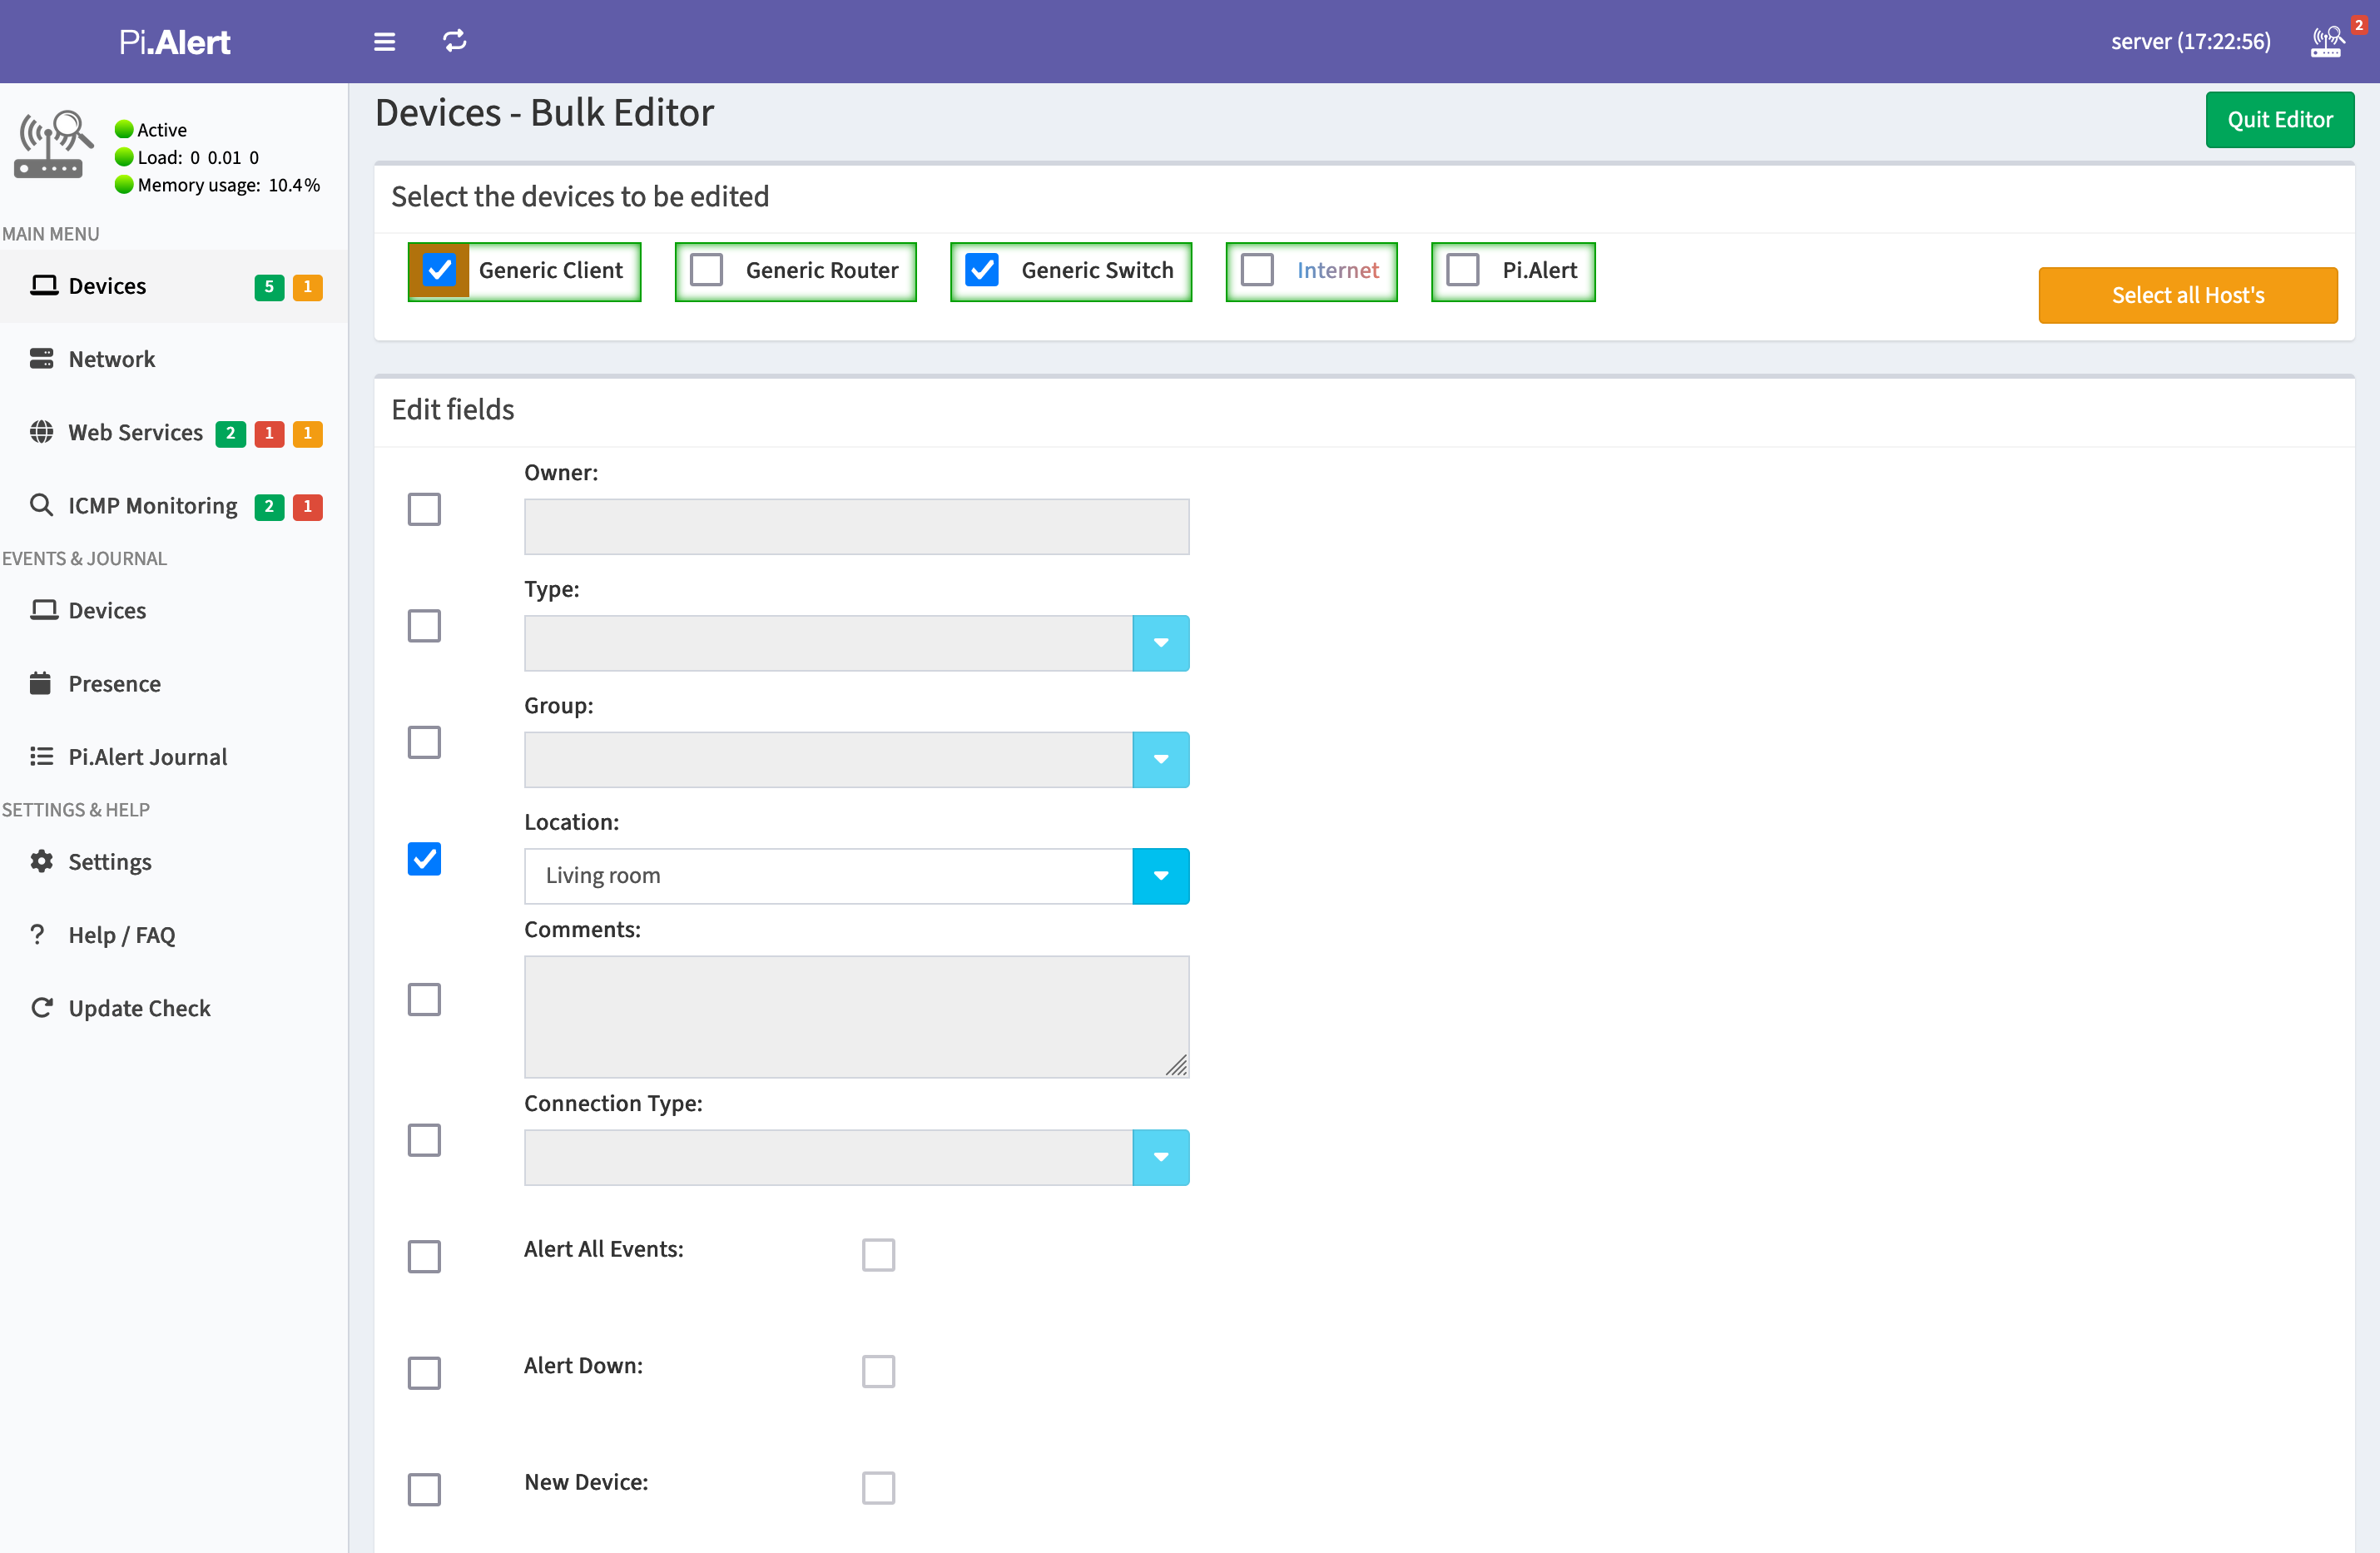 Pi.Alert
server (17:22:56)
2
Active
Load: 0 0.01 0
Memory usage: 10.4%
MAIN MENU
Devices 5 1
Network
Web Services 2 1 1
ICMP Monitoring 2 1
EVENTS & JOURNAL
Devices
Presence
Pi.Alert Journal
SETTINGS & HELP
Settings
? Help / FAQ
Update Check
Devices - Bulk Editor
Quit Editor
Select the devices to be edited
Generic Client Generic Router Generic Switch Internet Pi.Alert
Select all Host's
Edit fields
Owner:
Type:
Group:
Location:
Living room
Comments:
Connection Type:
Alert All Events:
Alert Down:
New Device: